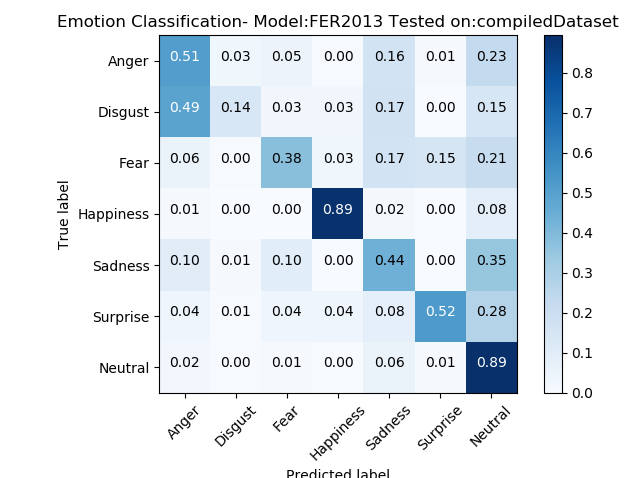 Emotion Classification- Model:FER2013 Tested on:compiledDataset
Anger 0.51 0.03 0.05 0.00 0.16 0.01 0.23
Disgust 0.49 0.14 0.03 0.03 0.17 0.00 0.15
Fear 0.06 0.00 0.38 0.03 0.17 0.15 0.21
Happiness 0.01 0.00 0.00 0.89 0.02 0.00 0.08
Sadness 0.10 0.01 0.10 0.00 0.44 0.00 0.35
Surprise 0.04 0.01 0.04 0.04 0.08 0.52 0.28
Neutral 0.02 0.00 0.01 0.00 0.06 0.01 0.89
True label
Anger Disgust Fear Happiness Sadness Surprise Neutral
Predicted label
0.8
0.7
0.6
0.5
0.4
0.3
0.2
0.1
0.0